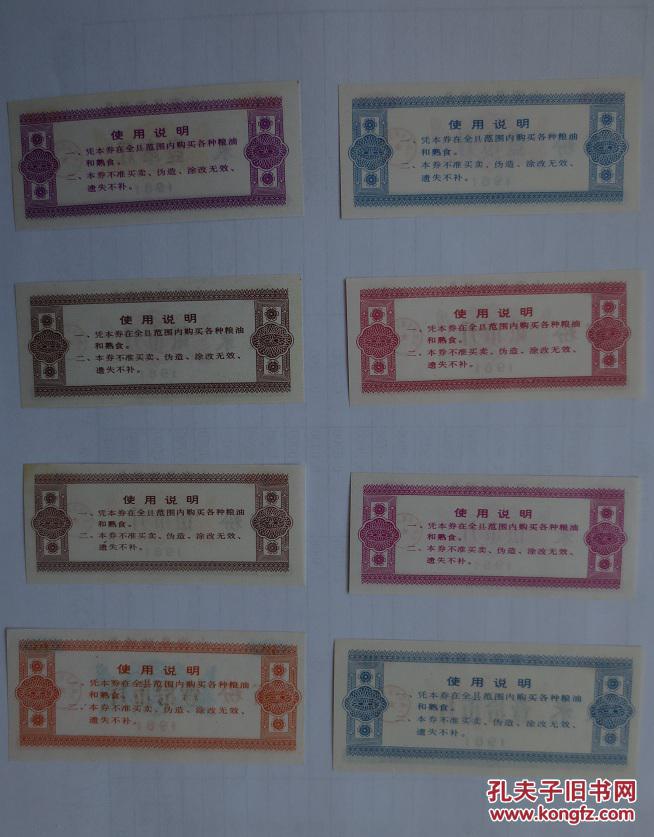 使用说明
一、凭本券在全县范围内购买各种粮油
和熟食。
二、本券不准买卖、伪造、涂改无效、
遗失不补。
使用说明
一、凭本券在全县范围内购买各种粮油
和熟食。
二、本券不准买卖、伪造、涂改无效、
遗失不补。
使用说明
一、凭本券在全县范围内购买各种粮油
和熟食。
二、本券不准买卖、伪造、涂改无效、
遗失不补。
使用说明
一、凭本券在全县范围内购买各种粮油
和熟食。
二、本券不准买卖、伪造、涂改无效、
遗失不补。
使用说明
一、凭本券在全县范围内购买各种粮油
和熟食。
二、本券不准买卖、伪造、涂改无效、
遗失不补。
使用说明
一、凭本券在全县范围内购买各种粮油
和熟食。
二、本券不准买卖、伪造、涂改无效、
遗失不补。
使用说明
一、凭本券在全县范围内购买各种粮油
和熟食。
二、本券不准买卖、伪造、涂改无效、
遗失不补。
使用说明
一、凭本券在全县范围内购买各种粮油
和熟食。
二、本券不准买卖、伪造、涂改无效、
遗失不补。
孔夫子旧书网
www.kongfz.com